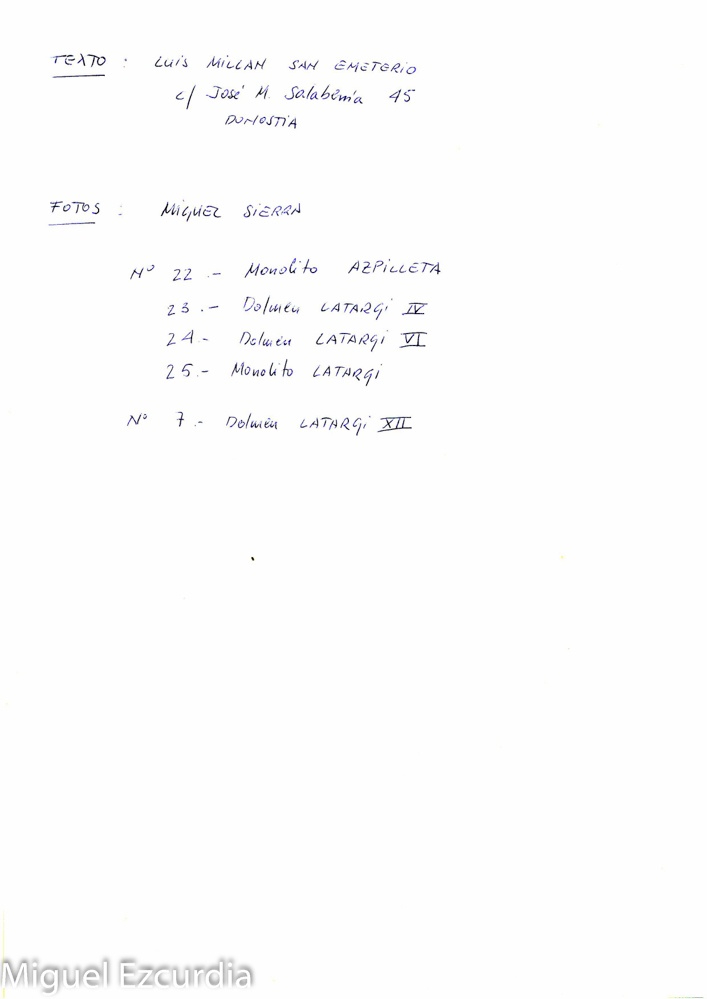 TEXTO : LUIS MILLAN SAN EMETERIO
c/ José M. Salaberría 45
DONOSTIA
FOTOS : MIGUEL SIERRA
Nº 22 .- Monolito AZPILLETA
23 .- Dolmen LATARGI IV
24 .- Dolmen LATARGI VI
25 .- Monolito LATARGI
Nº 7 .- Dolmen LATARGI XII
Miguel Ezcurdia